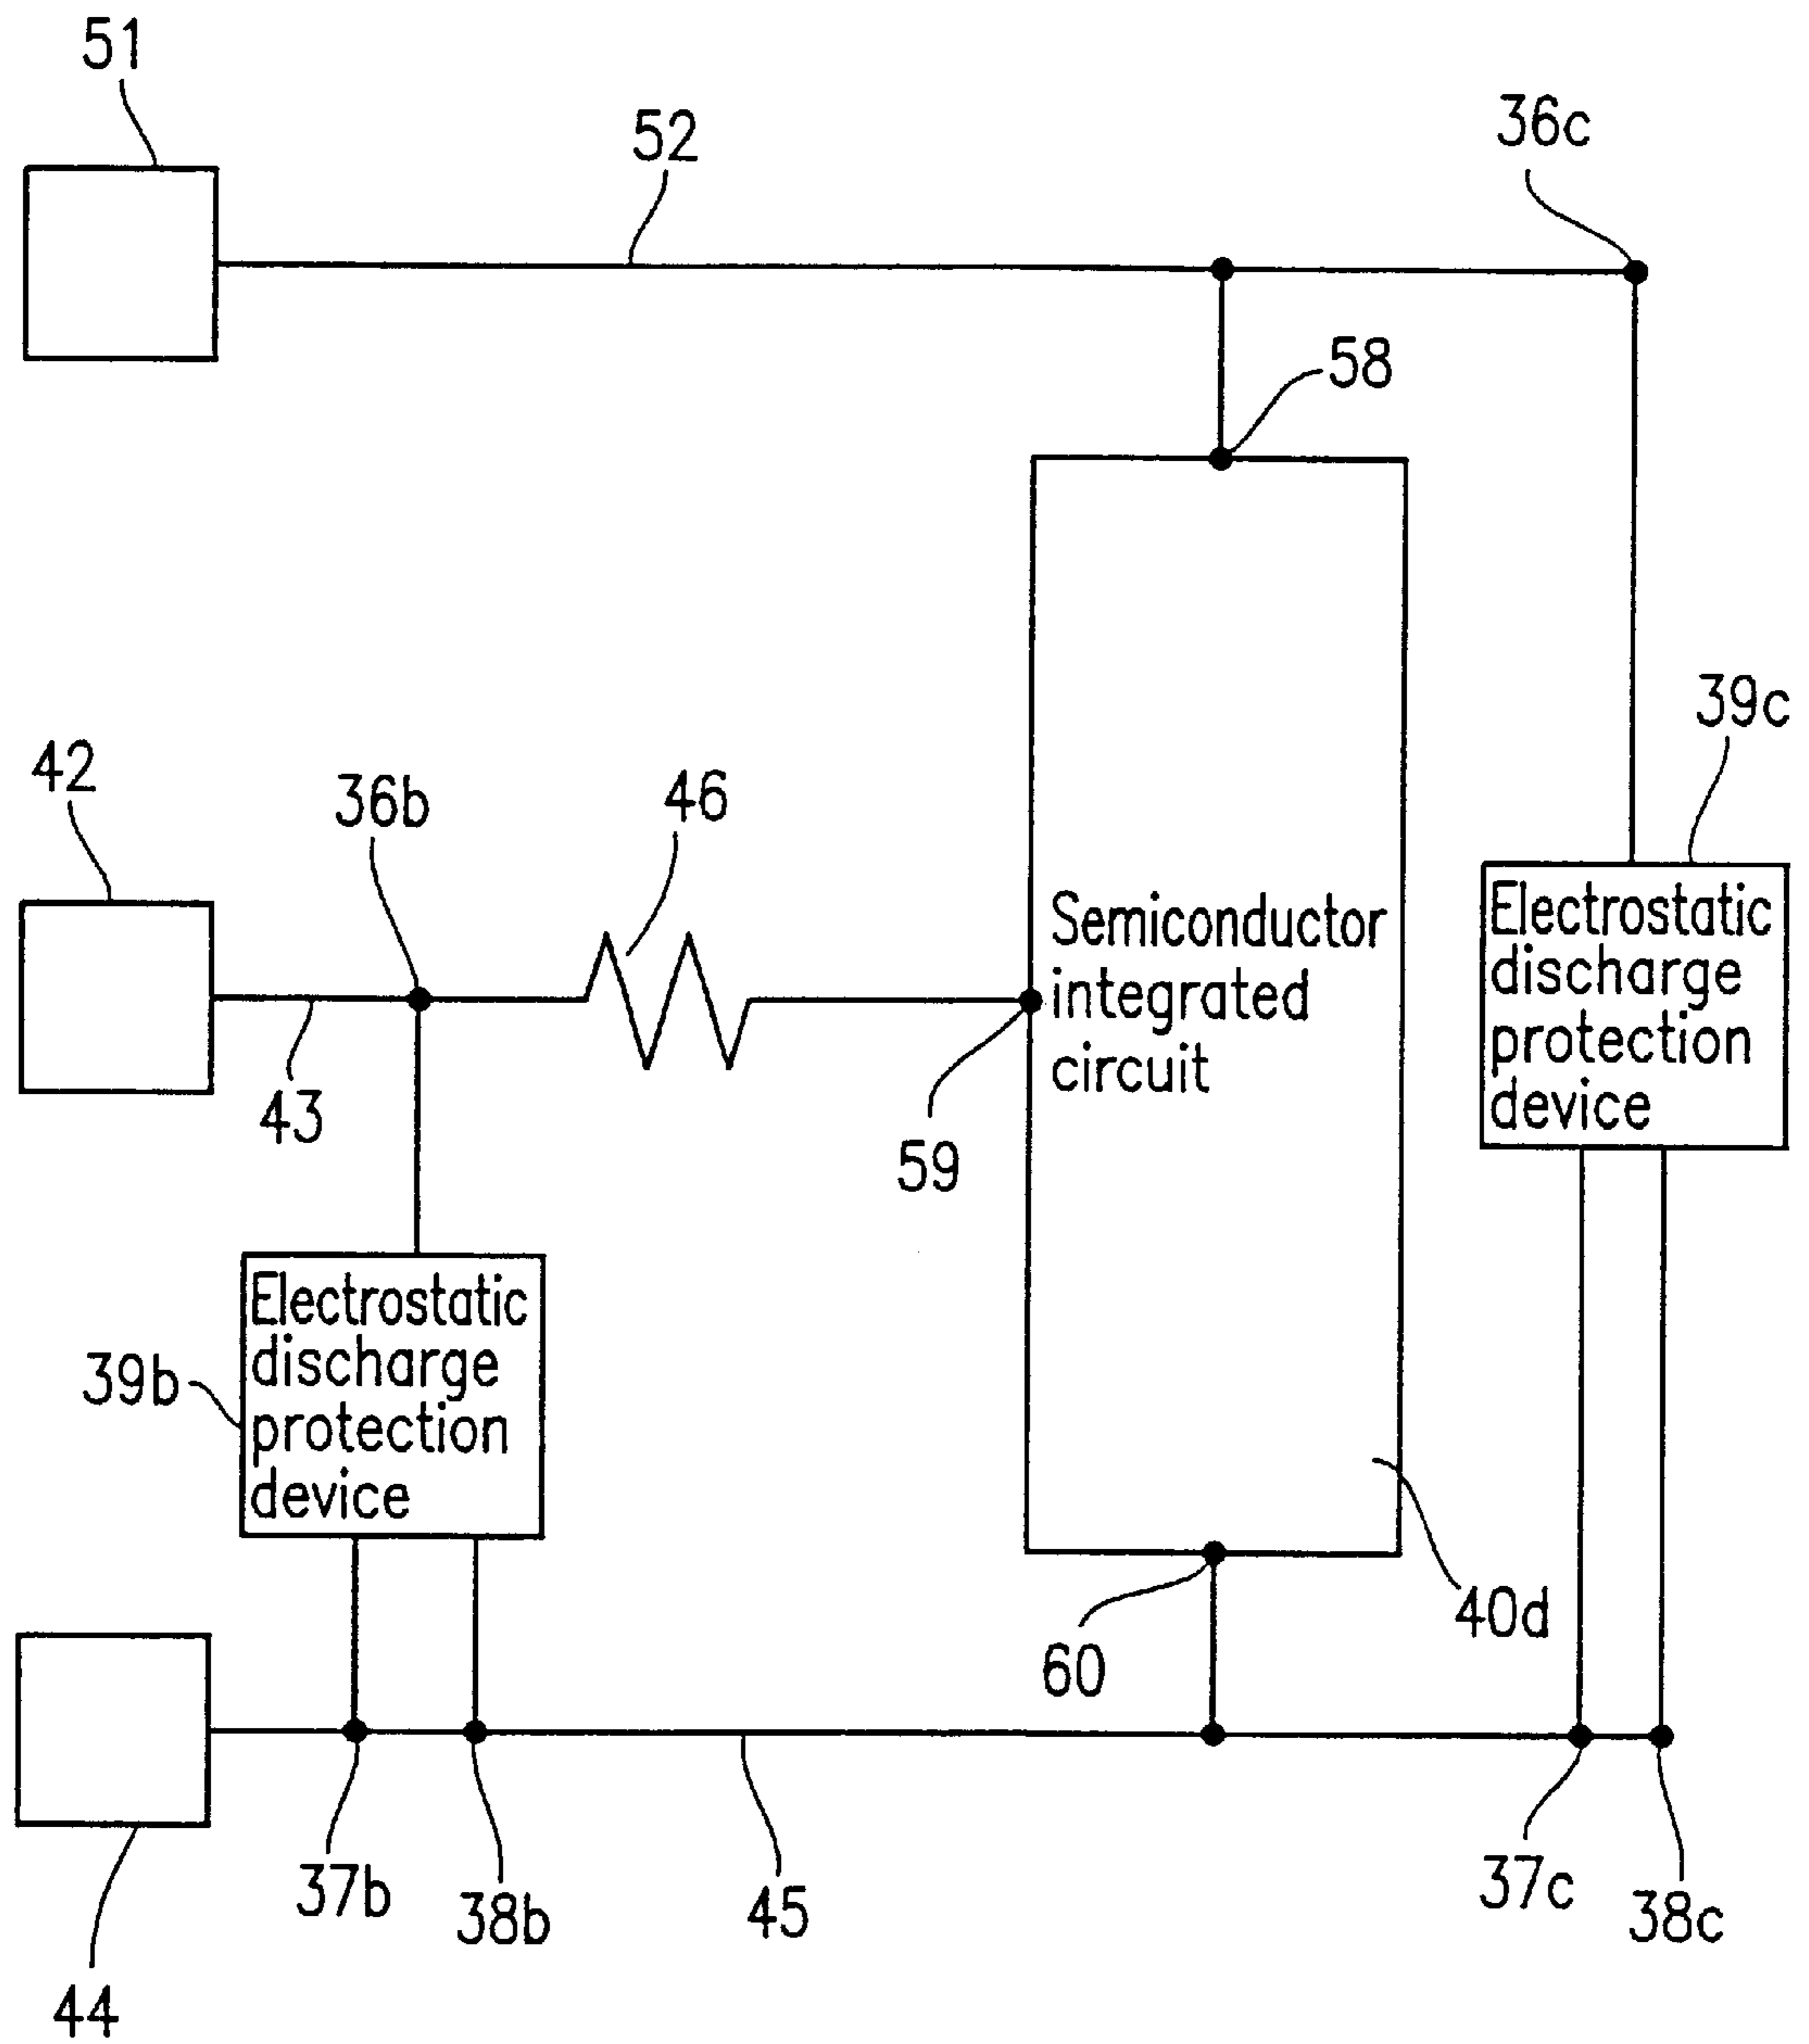 51
52
36c
58
39c
42
36b
46
Semiconductor
integrated
circuit
Electrostatic
discharge
protection
device
43
59
Electrostatic
discharge
protection
device
39b
40d
60
37b
38b
45
37c
38c
44